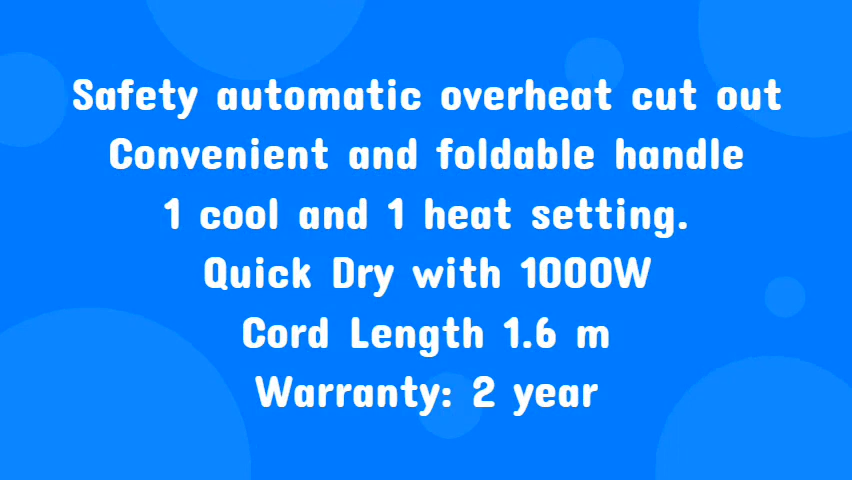 Safety automatic overheat cut out
Convenient and foldable handle
1 cool and 1 heat setting.
Quick Dry with 1000W
Cord Length 1.6 m
Warranty: 2 year